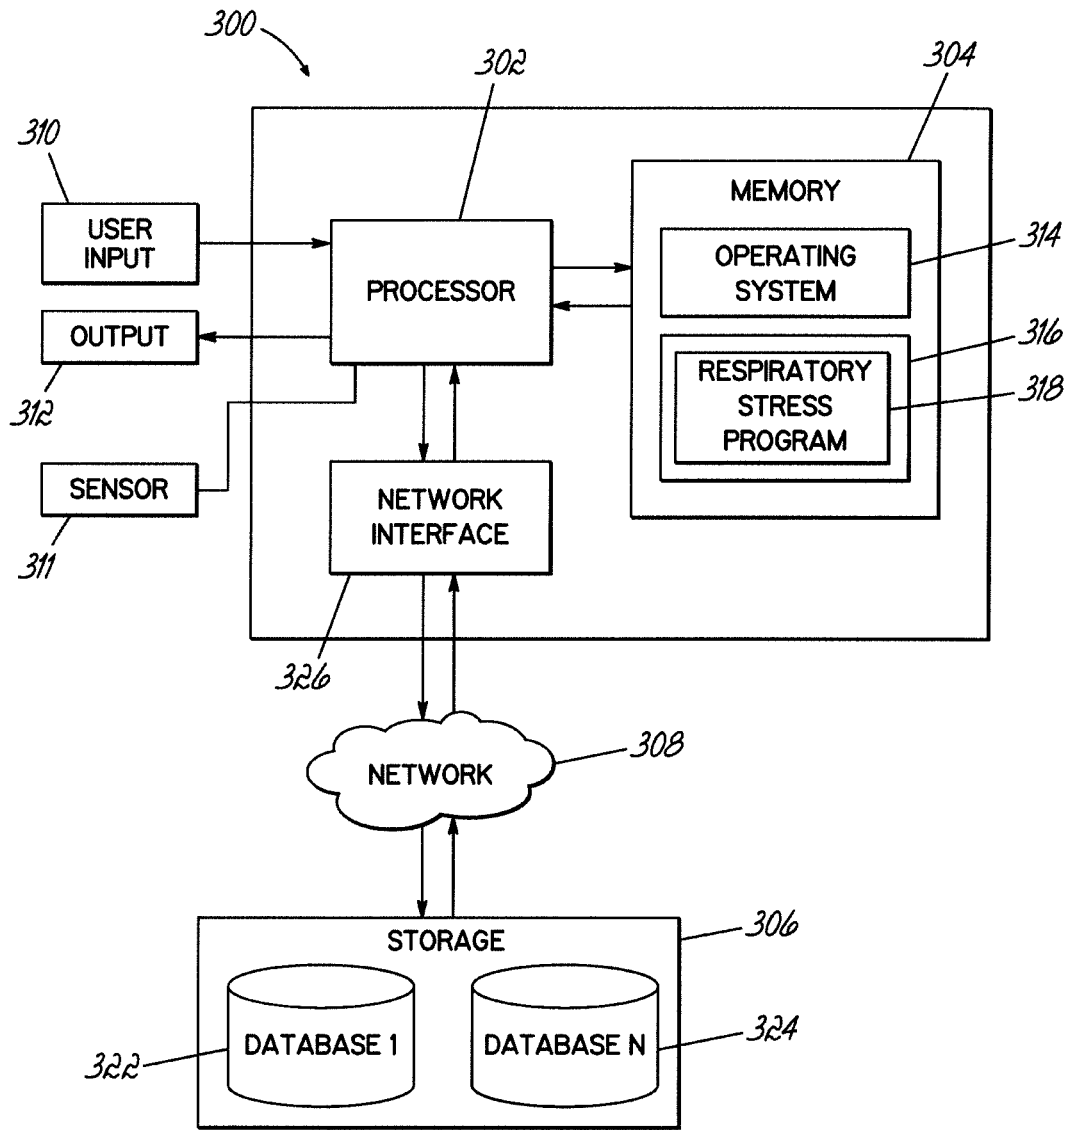 300
302
304
310
MEMORY
USER
INPUT
314
OPERATING
SYSTEM
PROCESSOR
OUTPUT
316
RESPIRATORY
STRESS
PROGRAM
318
312
SENSOR
NETWORK
INTERFACE
311
326
308
NETWORK
306
STORAGE
324
DATABASE 1
DATABASE N
322